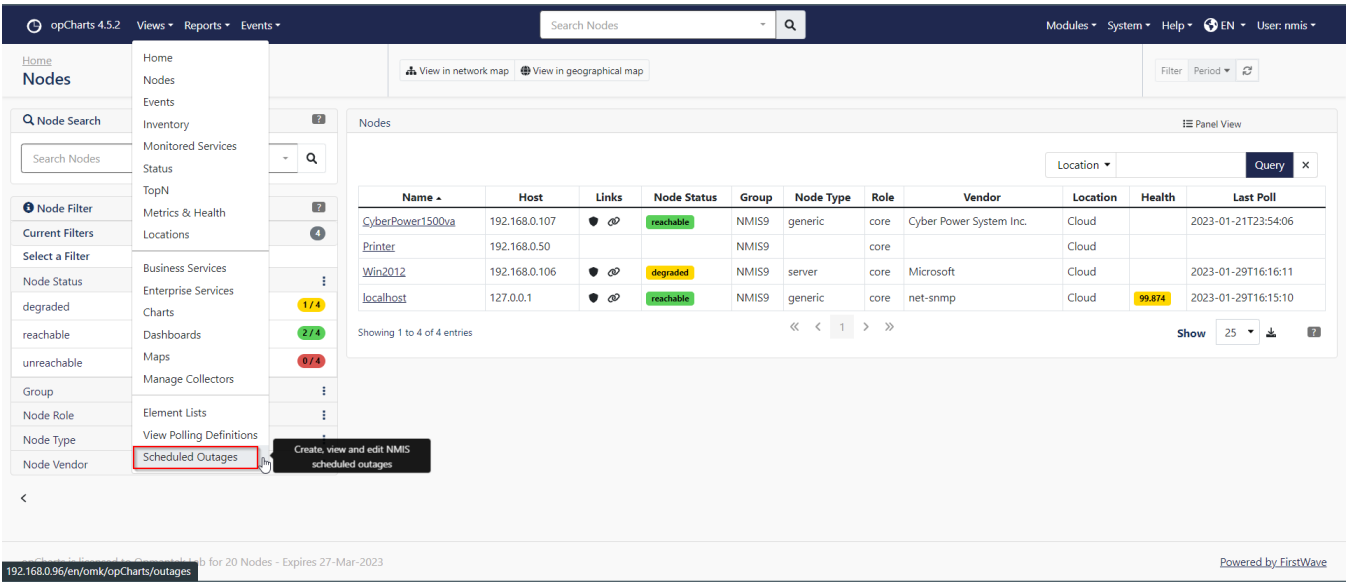 opCharts 4.5.2 Views Reports Events Search Nodes Modules System Help EN User: nmis
Home
Nodes
View in network map View in geographical map
Filter Period
Home
Nodes
Events
Inventory
Monitored Services
Status
TopN
Metrics & Health
Locations
Business Services
Enterprise Services
Charts
Dashboards
Maps
Manage Collectors
Element Lists
View Polling Definitions
Scheduled Outages
Create, view and edit NMIS
scheduled outages
Node Search ?
Search Nodes
Node Filter ?
Current Filters 4
Select a Filter
Node Status
degraded 1/4
reachable 2/4
unreachable 0/4
Group
Node Role
Node Type
Node Vendor
Nodes Panel View
Location Query ×
Name Host Links Node Status Group Node Type Role Vendor Location Health Last Poll
CyberPower1500va 192.168.0.107 reachable NMIS9 generic core Cyber Power System Inc. Cloud 2023-01-21T23:54:06
Printer 192.168.0.50 NMIS9 core Cloud
Win2012 192.168.0.106 degraded NMIS9 server core Microsoft Cloud 2023-01-29T16:16:11
localhost 127.0.0.1 reachable NMIS9 generic core net-snmp Cloud 99.874 2023-01-29T16:15:10
Showing 1 to 4 of 4 entries « ‹ 1 › » Show 25 ?
for 20 Nodes - Expires 27-Mar-2023 Powered by FirstWave
192.168.0.96/en/omk/opCharts/outages